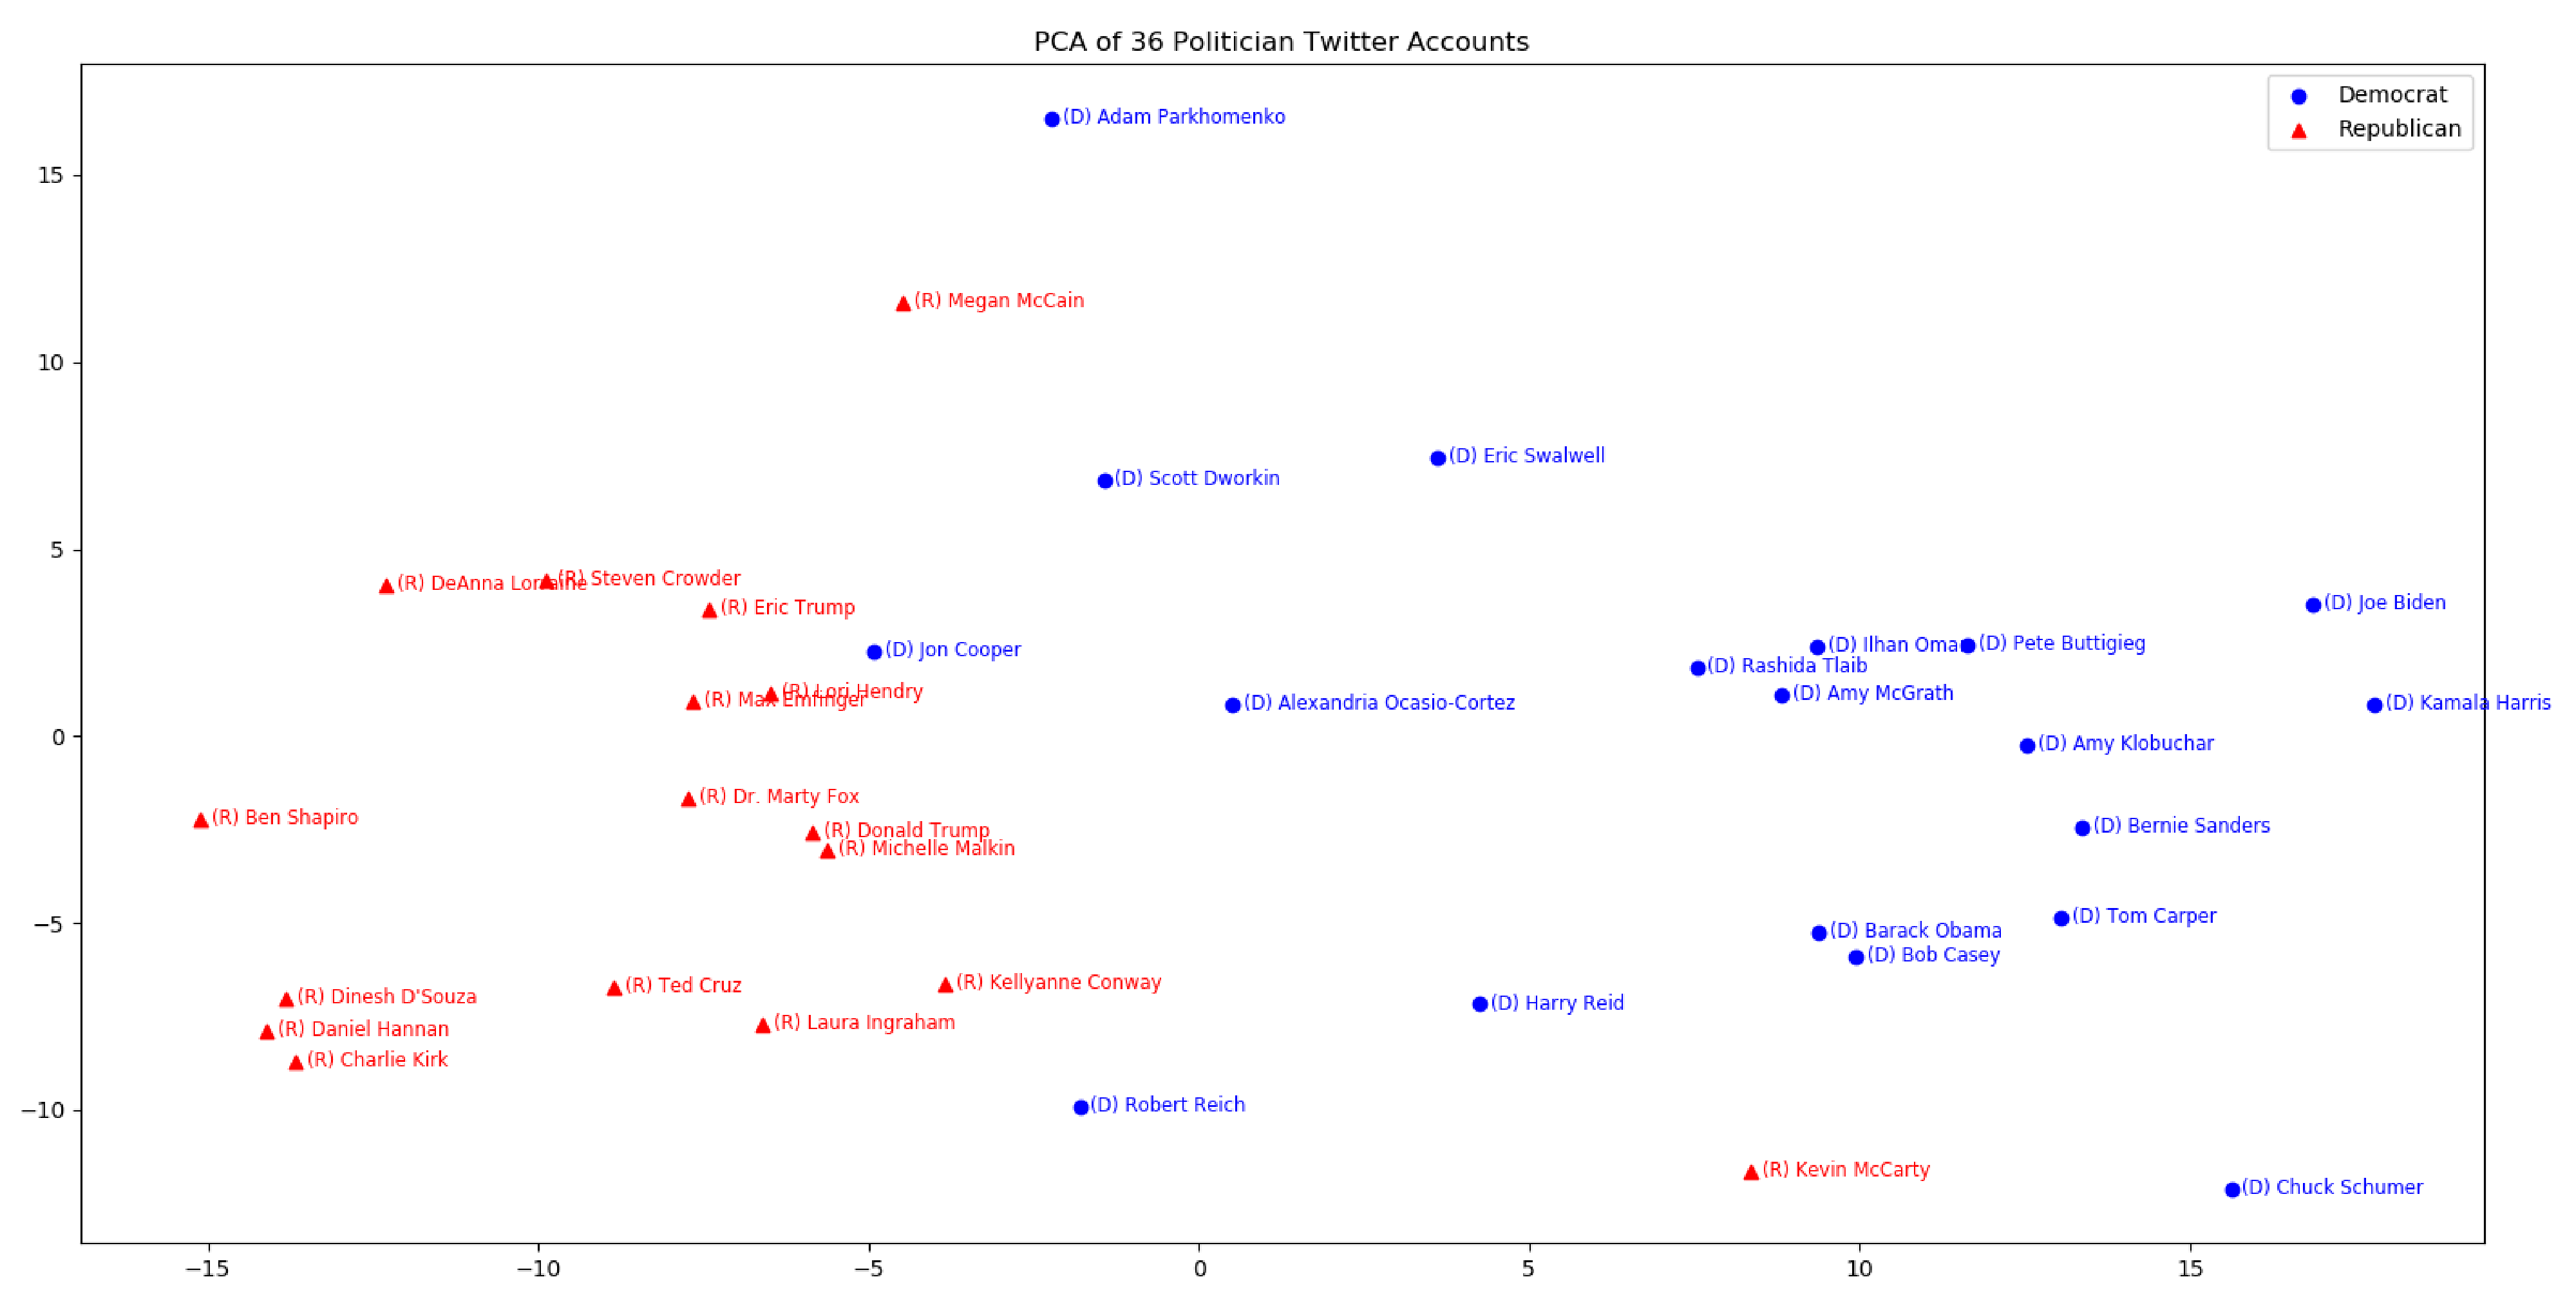 PCA of 36 Politician Twitter Accounts
Democrat
Republican
(D) Adam Parkhomenko
(R) Megan McCain
(D) Eric Swalwell
(D) Scott Dworkin
(R) DeAnna Lorraine
(R) Steven Crowder
(R) Eric Trump
(D) Joe Biden
(D) Jon Cooper
(D) Ilhan Omar
(D) Pete Buttigieg
(D) Rashida Tlaib
(R) Lori Hendry
(D) Amy McGrath
(R) Max Emfinger
(D) Alexandria Ocasio-Cortez
(D) Kamala Harris
(D) Amy Klobuchar
(R) Dr. Marty Fox
(R) Ben Shapiro
(D) Bernie Sanders
(R) Donald Trump
(R) Michelle Malkin
(D) Tom Carper
(D) Barack Obama
(D) Bob Casey
(R) Kellyanne Conway
(R) Ted Cruz
(R) Dinesh D'Souza
(D) Harry Reid
(R) Laura Ingraham
(R) Daniel Hannan
(R) Charlie Kirk
(D) Robert Reich
(R) Kevin McCarty
(D) Chuck Schumer
15
10
5
0
−5
−10
−15 −10 −5 0 5 10 15